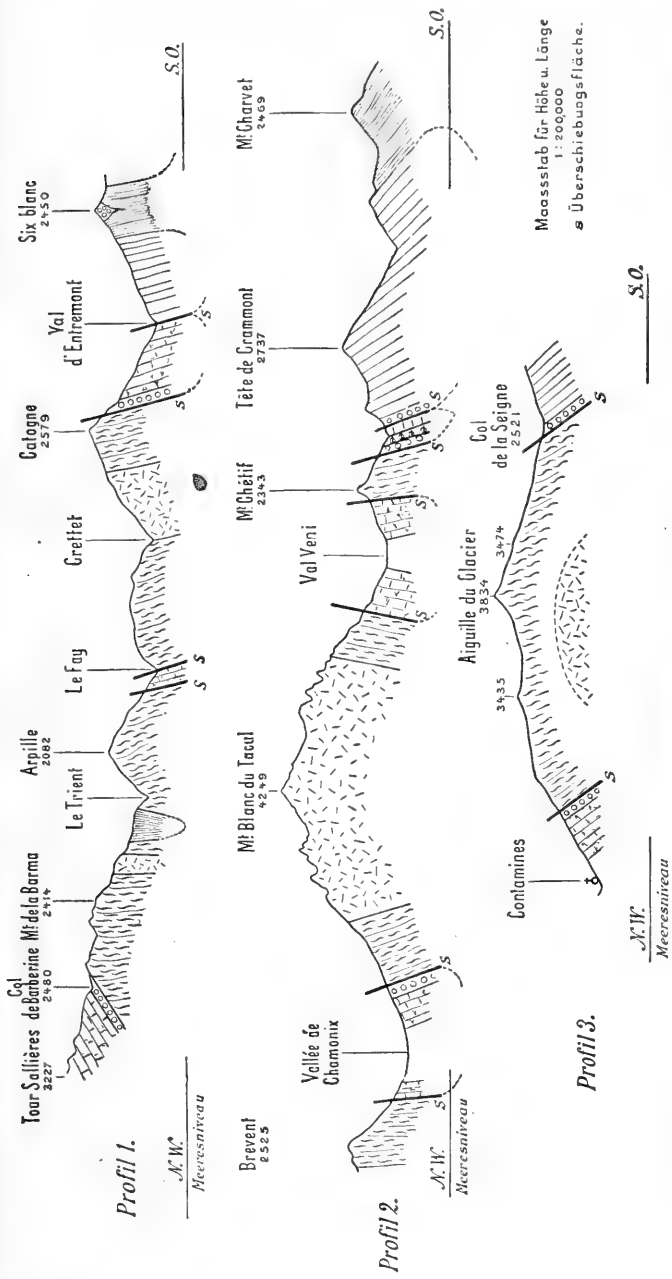 Tour Sallières
3227
Col
de Barberine
2480
Mt de la Barma
2414
Le Trient
Arpille
2082
Le Fay
Crettet
Catogne
2579
Val
d'Entremont
Six blanc
2450
S.O.
s
s
s
s
Profil 1.
N.W.
Meeresniveau
Brevent
2525
Vallée de
Chamonix
Mt Blanc du Tacul
4249
Val Veni
Mt Chétif
2343
Tête de Crammont
2737
Mt Charvet
2469
S.O.
s
s
s
s
s
Profil 2.
N.W.
Meeresniveau
Contamines
3435
Aiguille du Glacier
3834
3474
Col
de la Seigne
2521
S.O.
s
s
Profil 3.
N.W.
Meeresniveau
Maassstab für Höhe u. Länge
1:200,000
s Überschiebungsfläche.